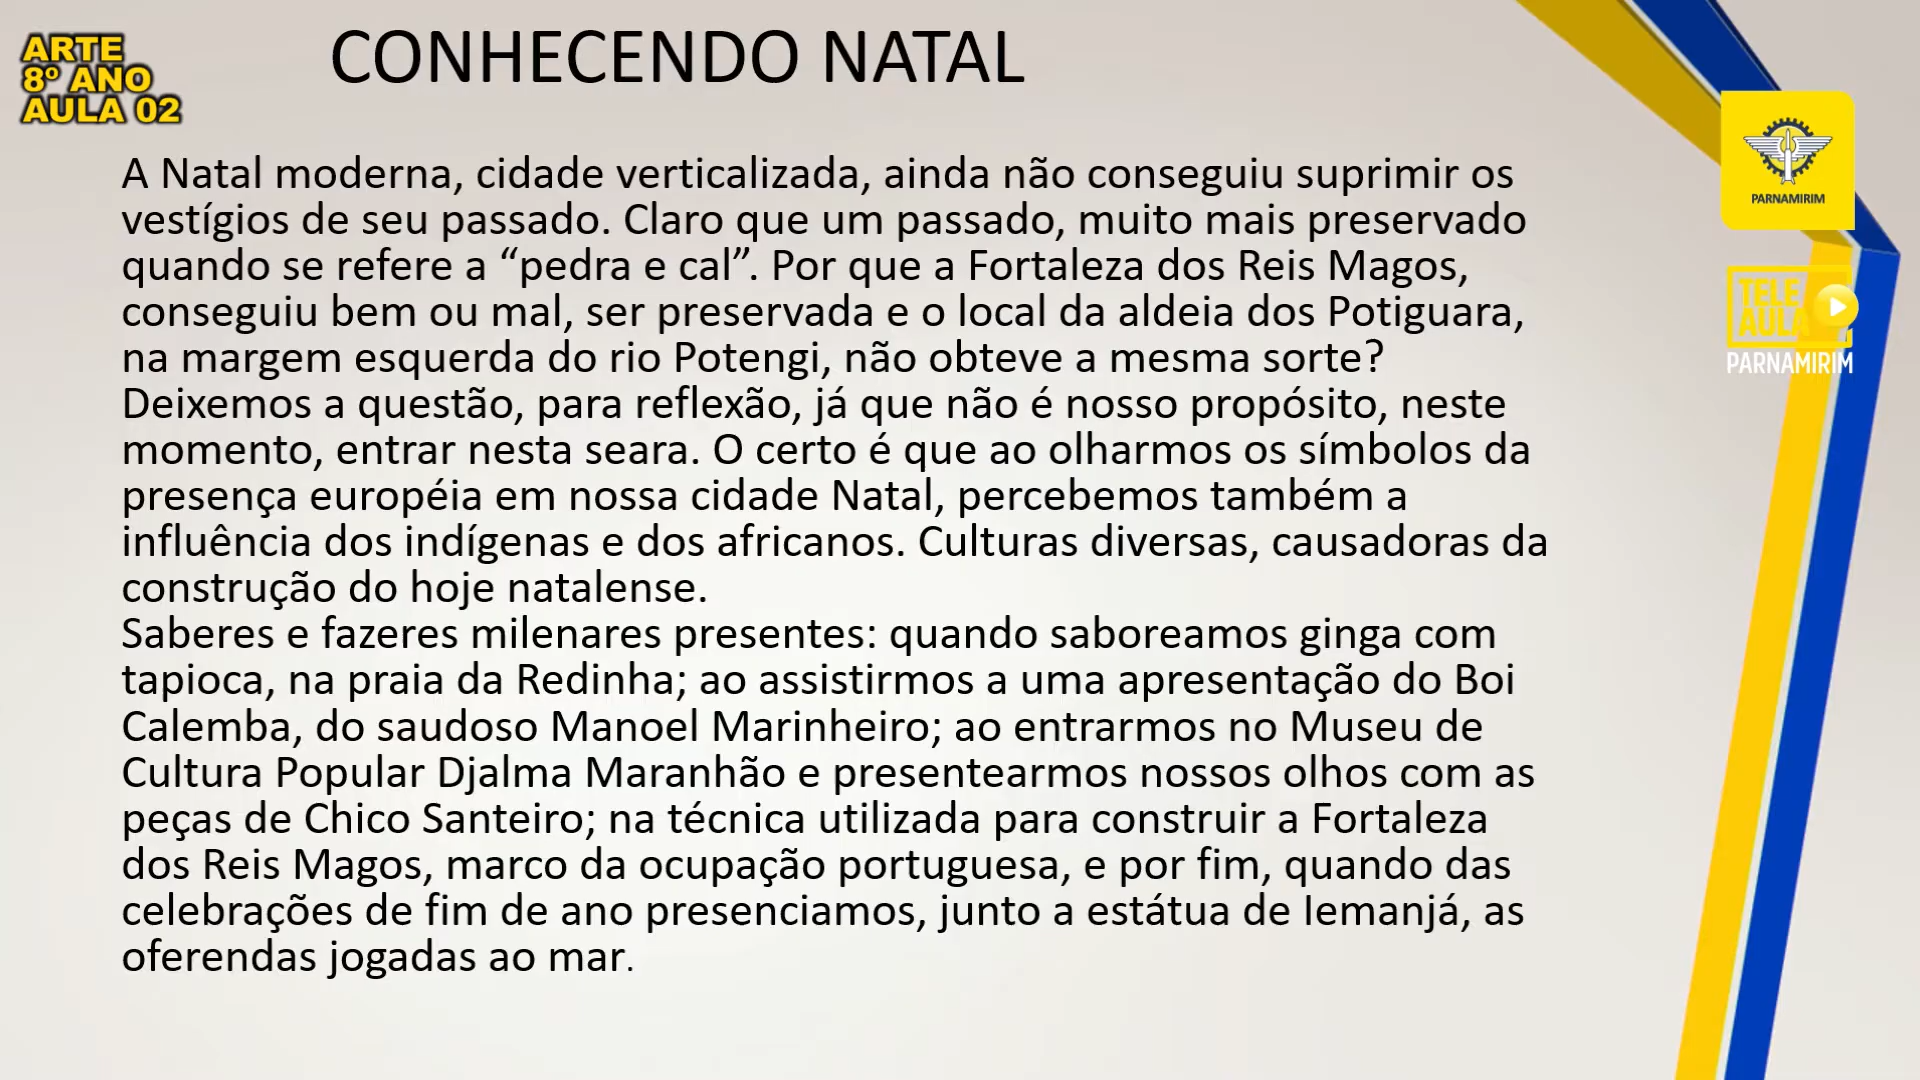 ARTE
8º ANO
AULA 02
CONHECENDO NATAL
A Natal moderna, cidade verticalizada, ainda não conseguiu suprimir os
vestígios de seu passado. Claro que um passado, muito mais preservado
quando se refere a “pedra e cal”. Por que a Fortaleza dos Reis Magos,
conseguiu bem ou mal, ser preservada e o local da aldeia dos Potiguara,
na margem esquerda do rio Potengi, não obteve a mesma sorte?
Deixemos a questão, para reflexão, já que não é nosso propósito, neste
momento, entrar nesta seara. O certo é que ao olharmos os símbolos da
presença européia em nossa cidade Natal, percebemos também a
influência dos indígenas e dos africanos. Culturas diversas, causadoras da
construção do hoje natalense.
Saberes e fazeres milenares presentes: quando saboreamos ginga com
tapioca, na praia da Redinha; ao assistirmos a uma apresentação do Boi
Calemba, do saudoso Manoel Marinheiro; ao entrarmos no Museu de
Cultura Popular Djalma Maranhão e presentearmos nossos olhos com as
peças de Chico Santeiro; na técnica utilizada para construir a Fortaleza
dos Reis Magos, marco da ocupação portuguesa, e por fim, quando das
celebrações de fim de ano presenciamos, junto a estátua de Iemanjá, as
oferendas jogadas ao mar.
PARNAMIRIM
TELE
AULA
PARNAMIRIM